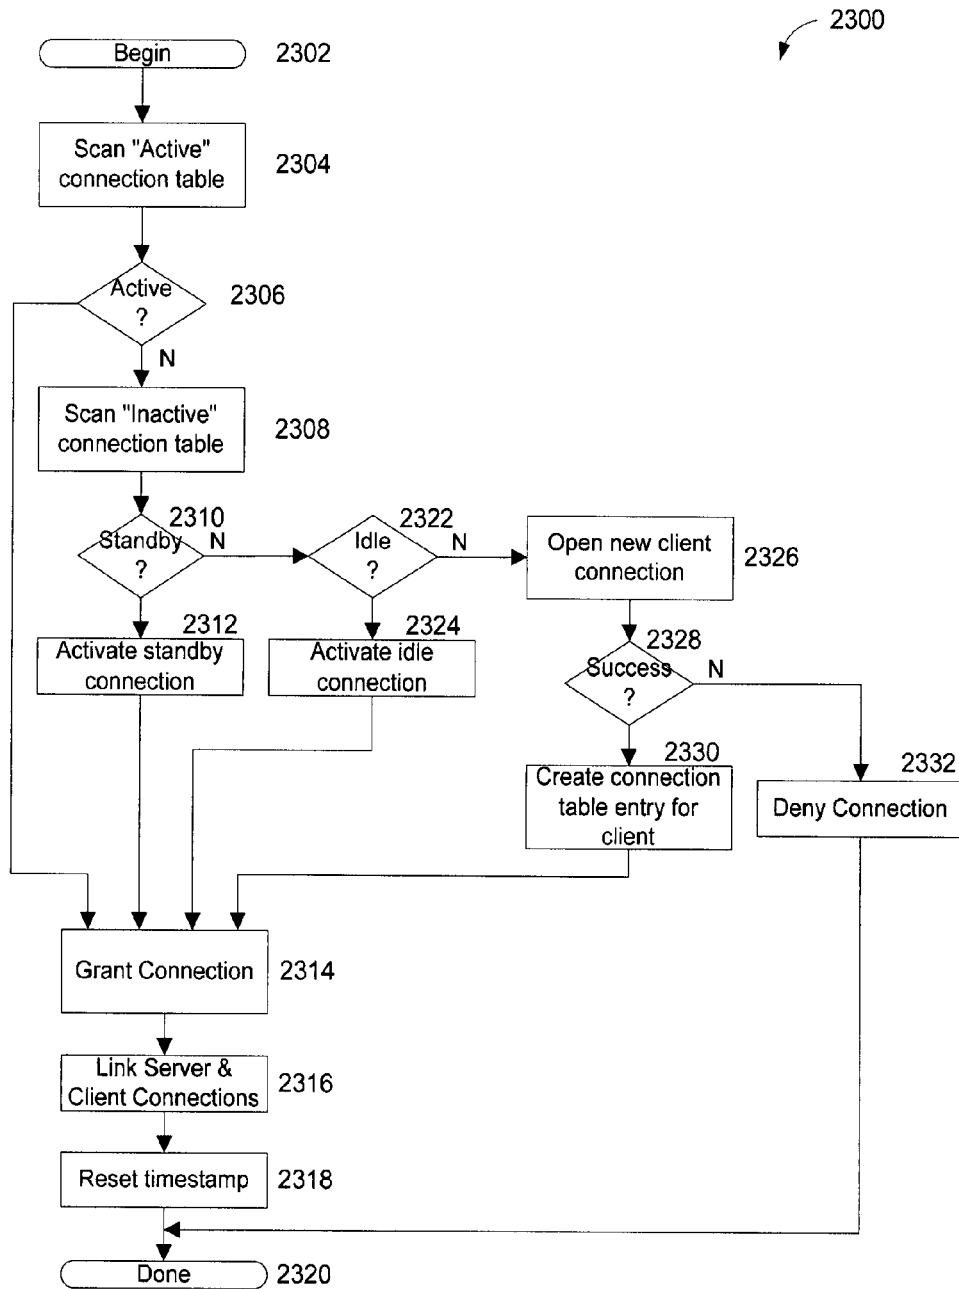 2300
Begin
2302
Scan "Active"
connection table
2304
Active
?
2306
N
Scan "Inactive"
connection table
2308
2310
Standby
?
N
2322
Idle
?
N
Open new client
connection
2326
2312
Activate standby
connection
2324
Activate idle
connection
2328
Success
?
N
2330
Create connection
table entry for
client
2332
Deny Connection
Grant Connection
2314
Link Server &
Client Connections
2316
Reset timestamp
2318
Done
2320